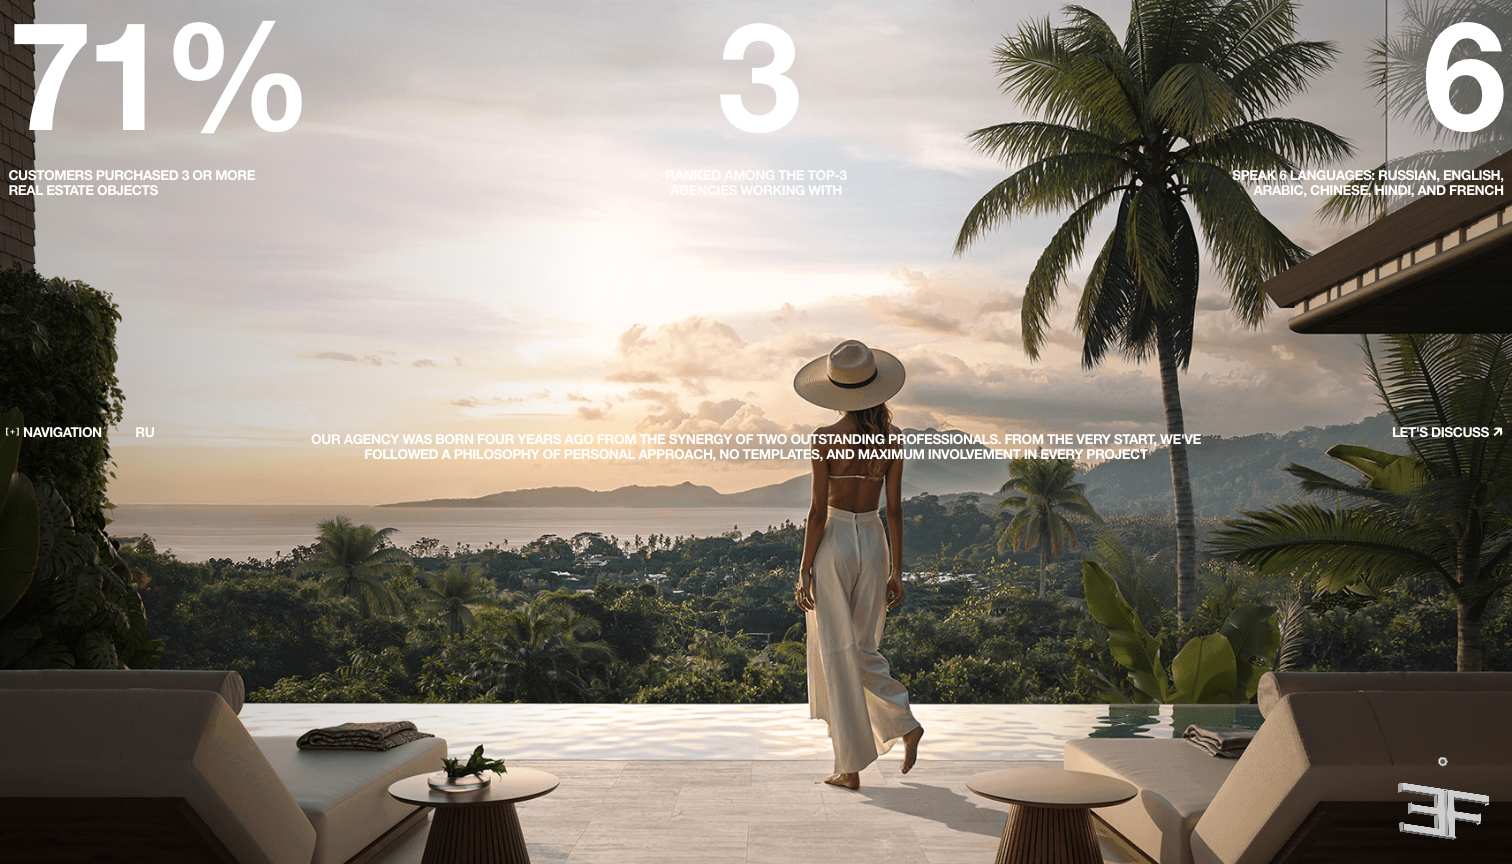 71%
3
6
CUSTOMERS PURCHASED 3 OR MORE
REAL ESTATE OBJECTS
RANKED AMONG THE TOP-3
AGENCIES WORKING WITH
SPEAK 6 LANGUAGES: RUSSIAN, ENGLISH,
ARABIC, CHINESE, HINDI, AND FRENCH
[+] NAVIGATION
RU
LET'S DISCUSS ↗
OUR AGENCY WAS BORN FOUR YEARS AGO FROM THE SYNERGY OF TWO OUTSTANDING PROFESSIONALS. FROM THE VERY START, WE'VE
FOLLOWED A PHILOSOPHY OF PERSONAL APPROACH, NO TEMPLATES, AND MAXIMUM INVOLVEMENT IN EVERY PROJECT